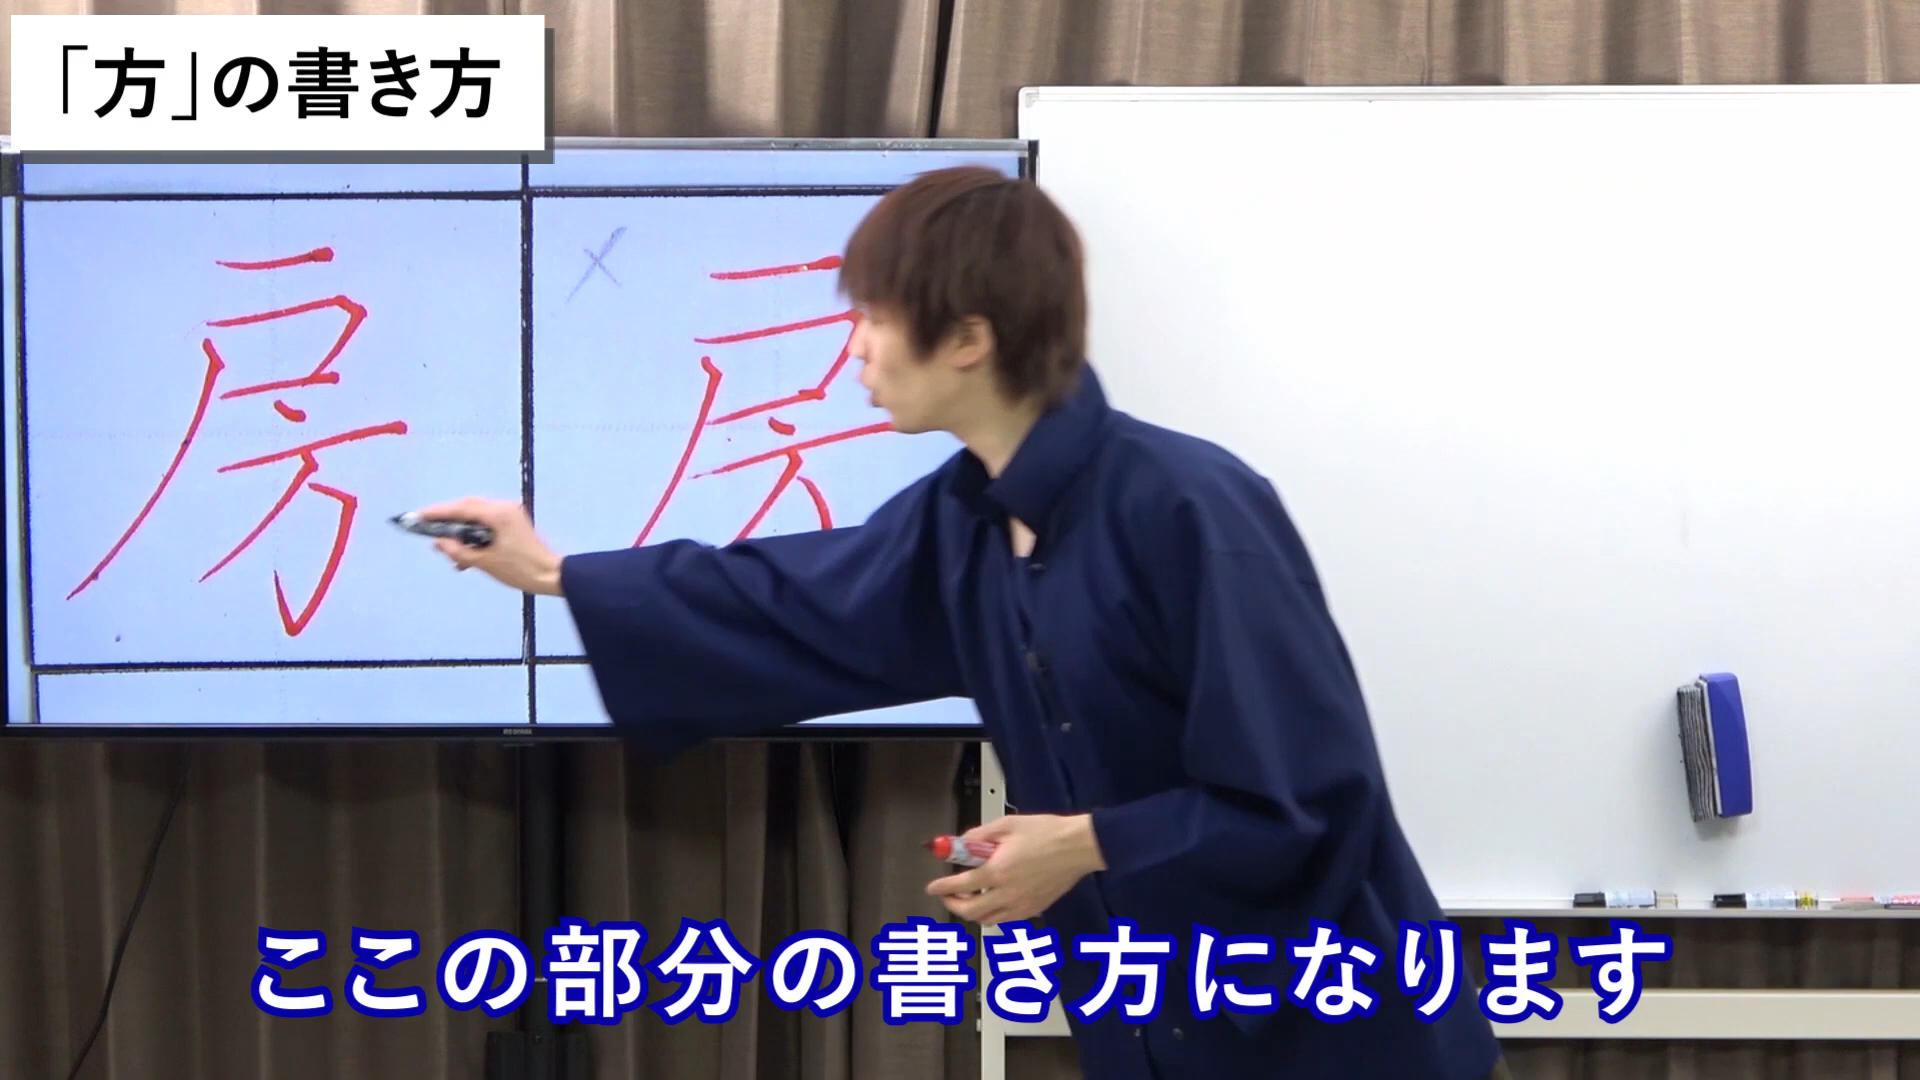 「方」の書き方
×
房
房
ここの部分の書き方になります